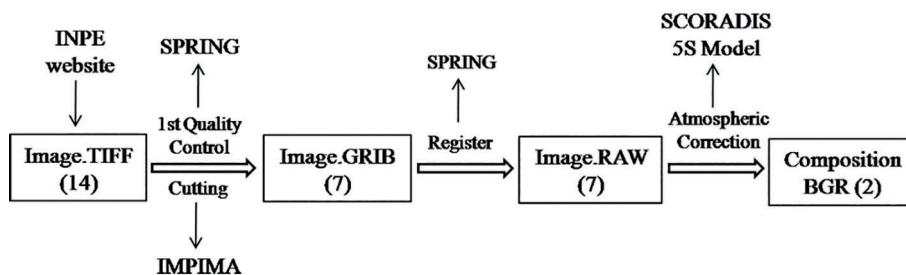 INPE
website
SPRING
1st Quality
Control
Cutting
IMPIMA
Image.TIFF
(14)
Image.GRIB
(7)
SPRING
Register
Image.RAW
(7)
SCORADIS
5S Model
Atmospheric
Correction
Composition
BGR (2)